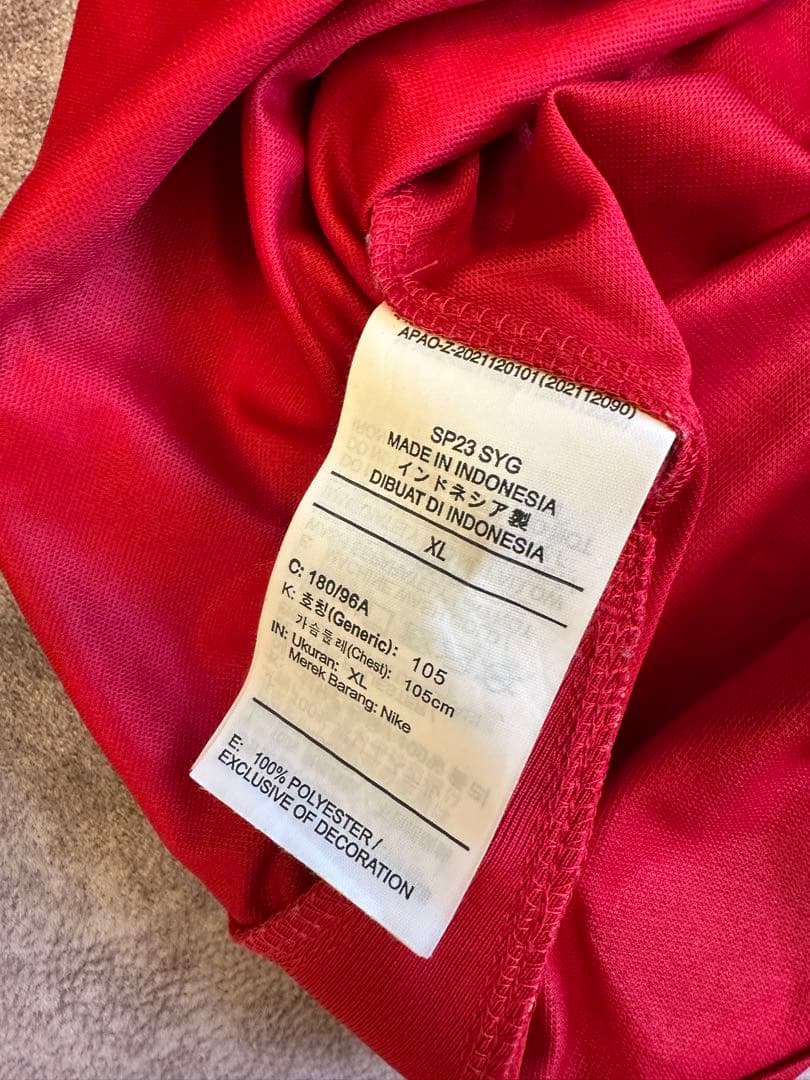 APAO-Z-2021120101(202112090)
SP23 SYG
MADE IN INDONESIA
インドネシア製
DIBUAT DI INDONESIA
XL
C: 180/96A
K: 호칭(Generic): 105
가슴둘레(Chest): 105cm
IN: Ukuran: XL
Merek Barang: Nike
E: 100% POLYESTER /
EXCLUSIVE OF DECORATION